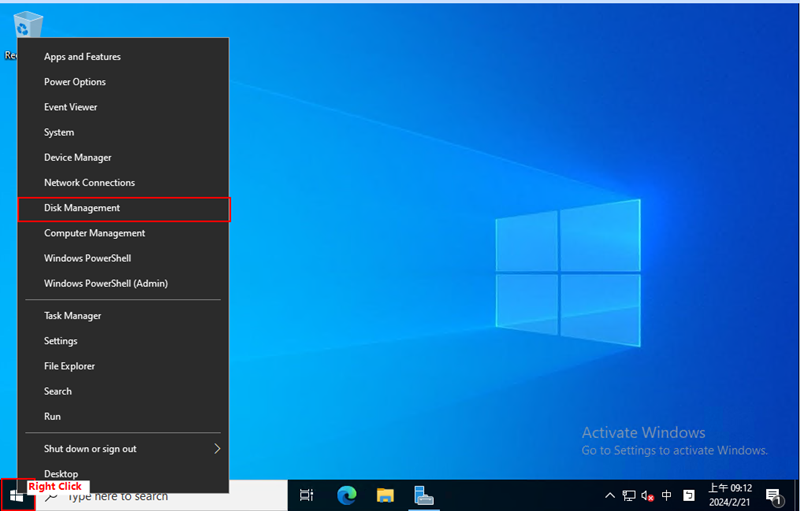 Re
Apps and Features
Power Options
Event Viewer
System
Device Manager
Network Connections
Disk Management
Computer Management
Windows PowerShell
Windows PowerShell (Admin)
Task Manager
Settings
File Explorer
Search
Run
Shut down or sign out
Desktop
Activate Windows
Go to Settings to activate Windows.
Right Click
Type here to search
中
ㄅ
上午 09:12
2024/2/21
1